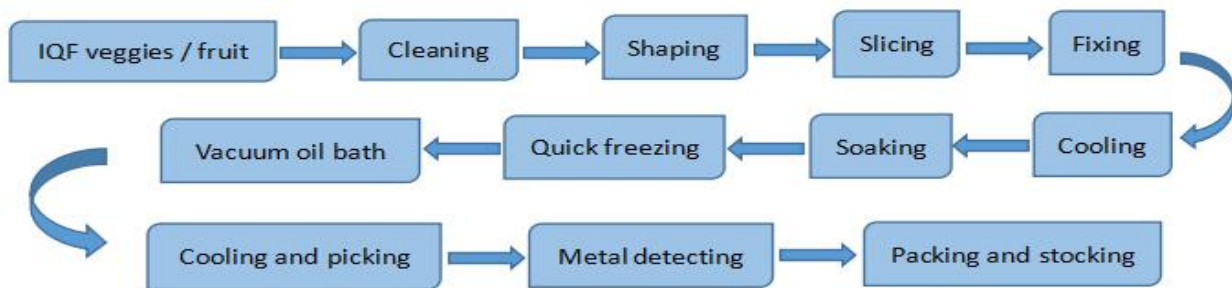 IQF veggies / fruit
Cleaning
Shaping
Slicing
Fixing
Cooling
Soaking
Quick freezing
Vacuum oil bath
Cooling and picking
Metal detecting
Packing and stocking